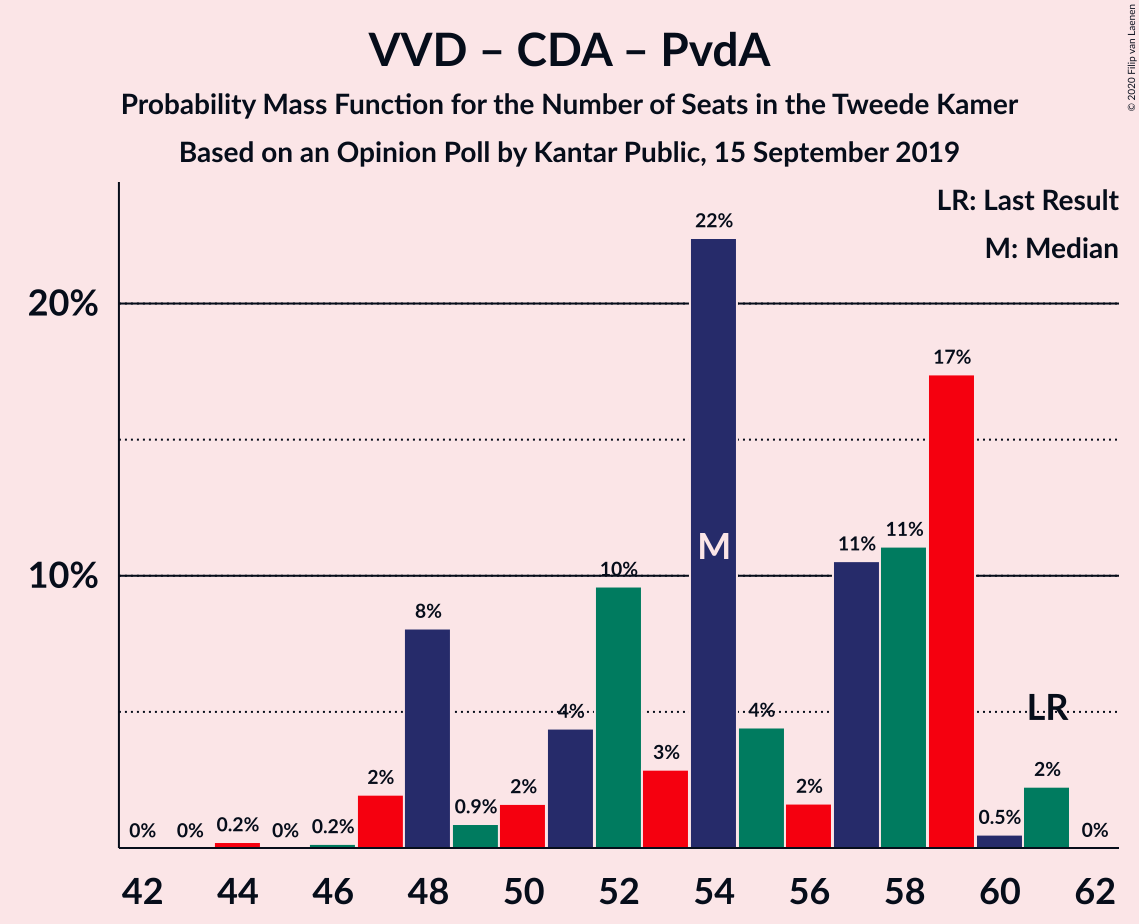 VVD – CDA – PvdA
Probability Mass Function for the Number of Seats in the Tweede Kamer
Based on an Opinion Poll by Kantar Public, 15 September 2019
© 2020 Filip van Laenen
LR: Last Result
M: Median
20%
10%
0%
0%
0.2%
0%
0.2%
2%
8%
0.9%
2%
4%
10%
3%
22%
M
4%
2%
11%
11%
17%
0.5%
LR
2%
0%
42 44 46 48 50 52 54 56 58 60 62